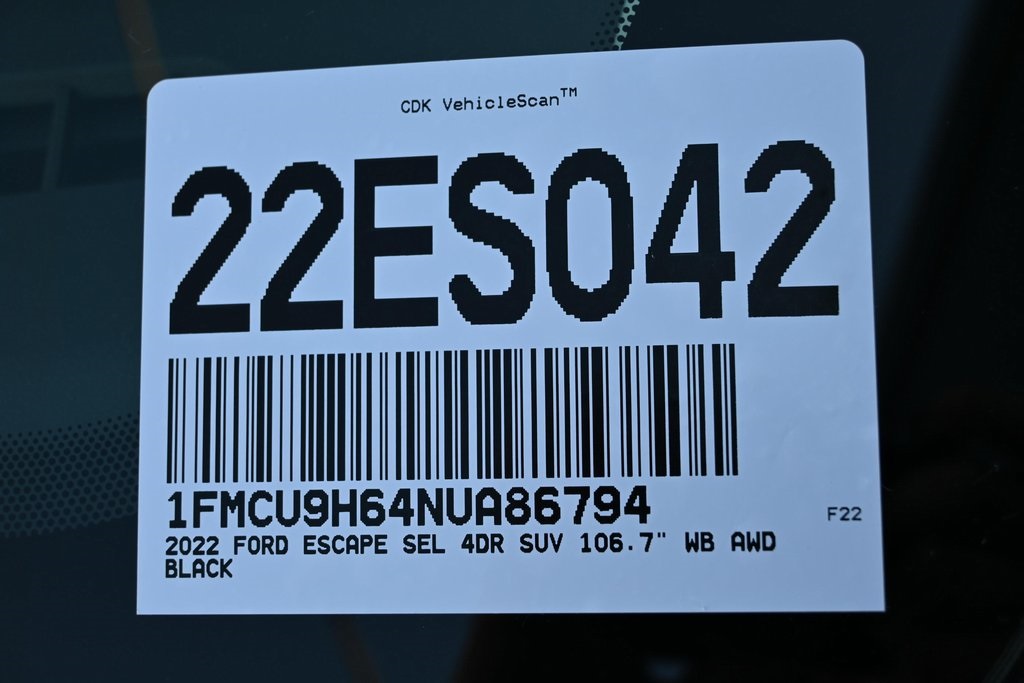 CDK VehicleScan™
22ES042
1FMCU9H64NUA86794
F22
2022 FORD ESCAPE SEL 4DR SUV 106.7" WB AWD
BLACK